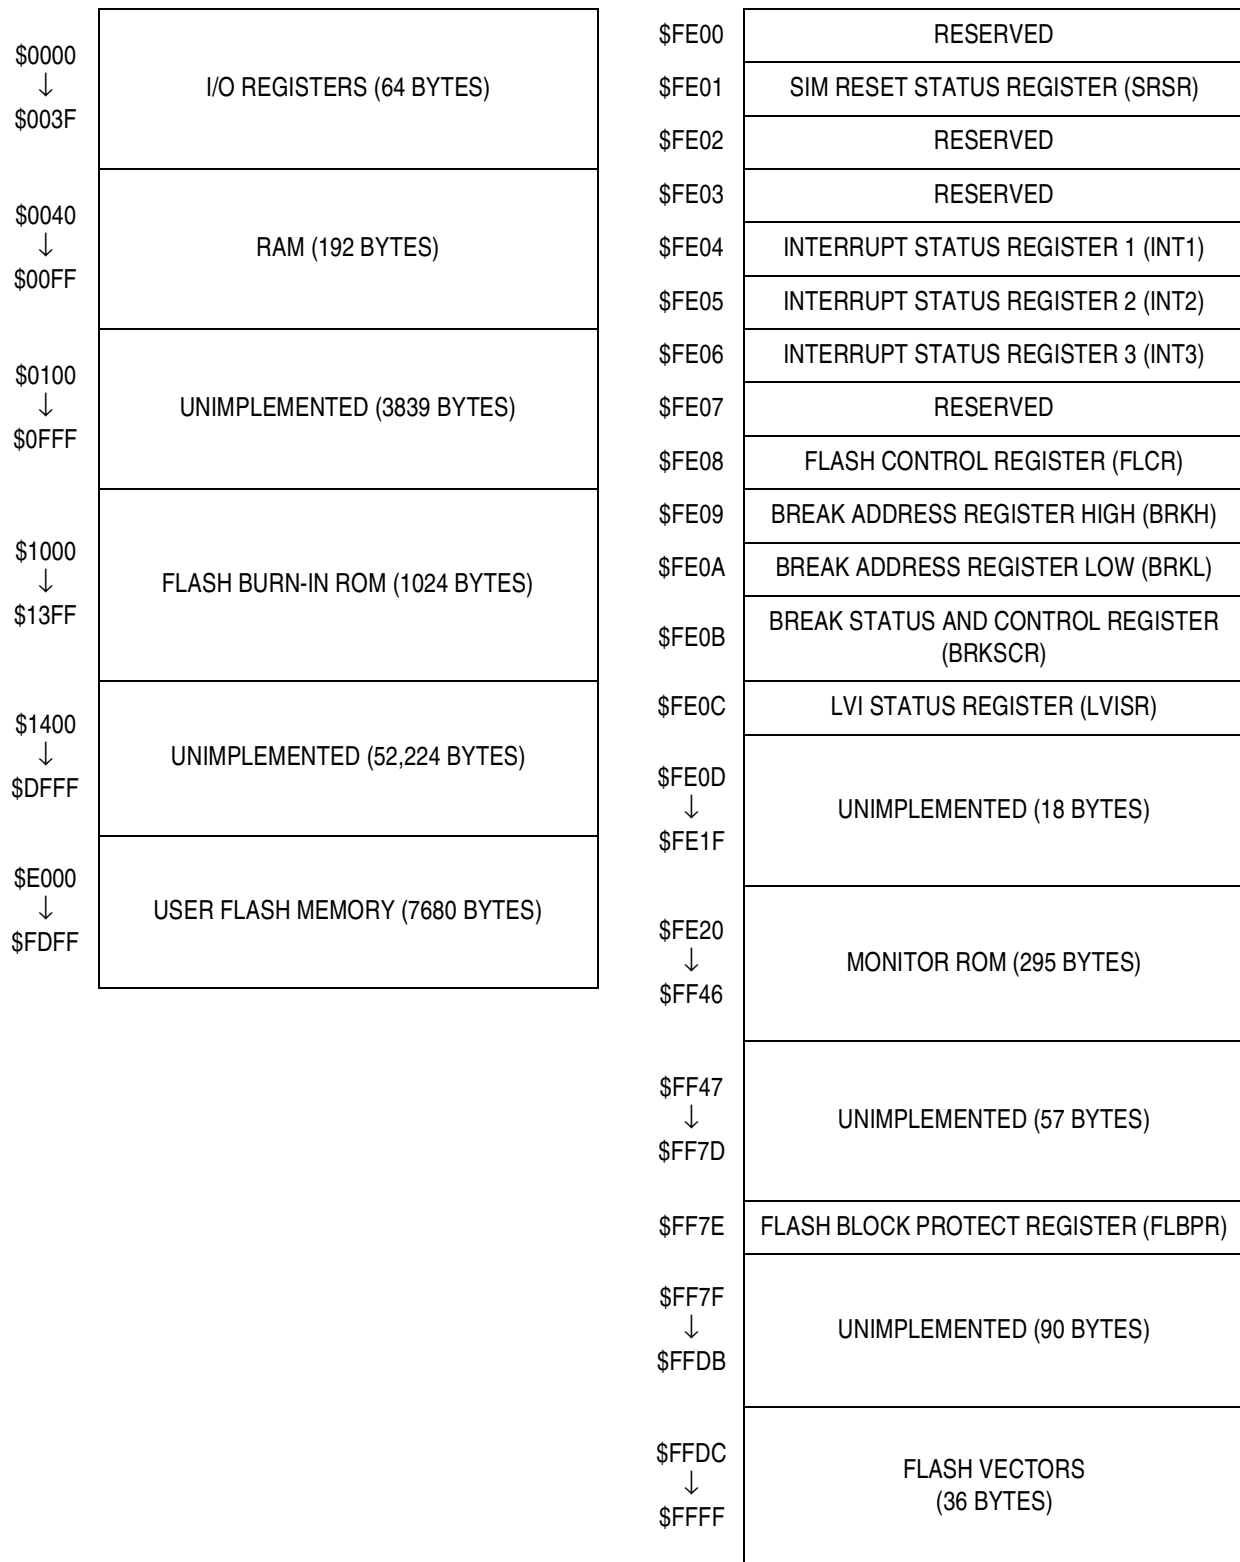 $0000
↓
$003F
I/O REGISTERS (64 BYTES)
$0040
↓
$00FF
RAM (192 BYTES)
$0100
↓
$0FFF
UNIMPLEMENTED (3839 BYTES)
$1000
↓
$13FF
FLASH BURN-IN ROM (1024 BYTES)
$1400
↓
$DFFF
UNIMPLEMENTED (52,224 BYTES)
$E000
↓
$FDFF
USER FLASH MEMORY (7680 BYTES)
$FE00 RESERVED
$FE01 SIM RESET STATUS REGISTER (SRSR)
$FE02 RESERVED
$FE03 RESERVED
$FE04 INTERRUPT STATUS REGISTER 1 (INT1)
$FE05 INTERRUPT STATUS REGISTER 2 (INT2)
$FE06 INTERRUPT STATUS REGISTER 3 (INT3)
$FE07 RESERVED
$FE08 FLASH CONTROL REGISTER (FLCR)
$FE09 BREAK ADDRESS REGISTER HIGH (BRKH)
$FE0A BREAK ADDRESS REGISTER LOW (BRKL)
$FE0B BREAK STATUS AND CONTROL REGISTER
(BRKSCR)
$FE0C LVI STATUS REGISTER (LVISR)
$FE0D
↓
$FE1F
UNIMPLEMENTED (18 BYTES)
$FE20
↓
$FF46
MONITOR ROM (295 BYTES)
$FF47
↓
$FF7D
UNIMPLEMENTED (57 BYTES)
$FF7E FLASH BLOCK PROTECT REGISTER (FLBPR)
$FF7F
↓
$FFDB
UNIMPLEMENTED (90 BYTES)
$FFDC
↓
$FFFF
FLASH VECTORS
(36 BYTES)